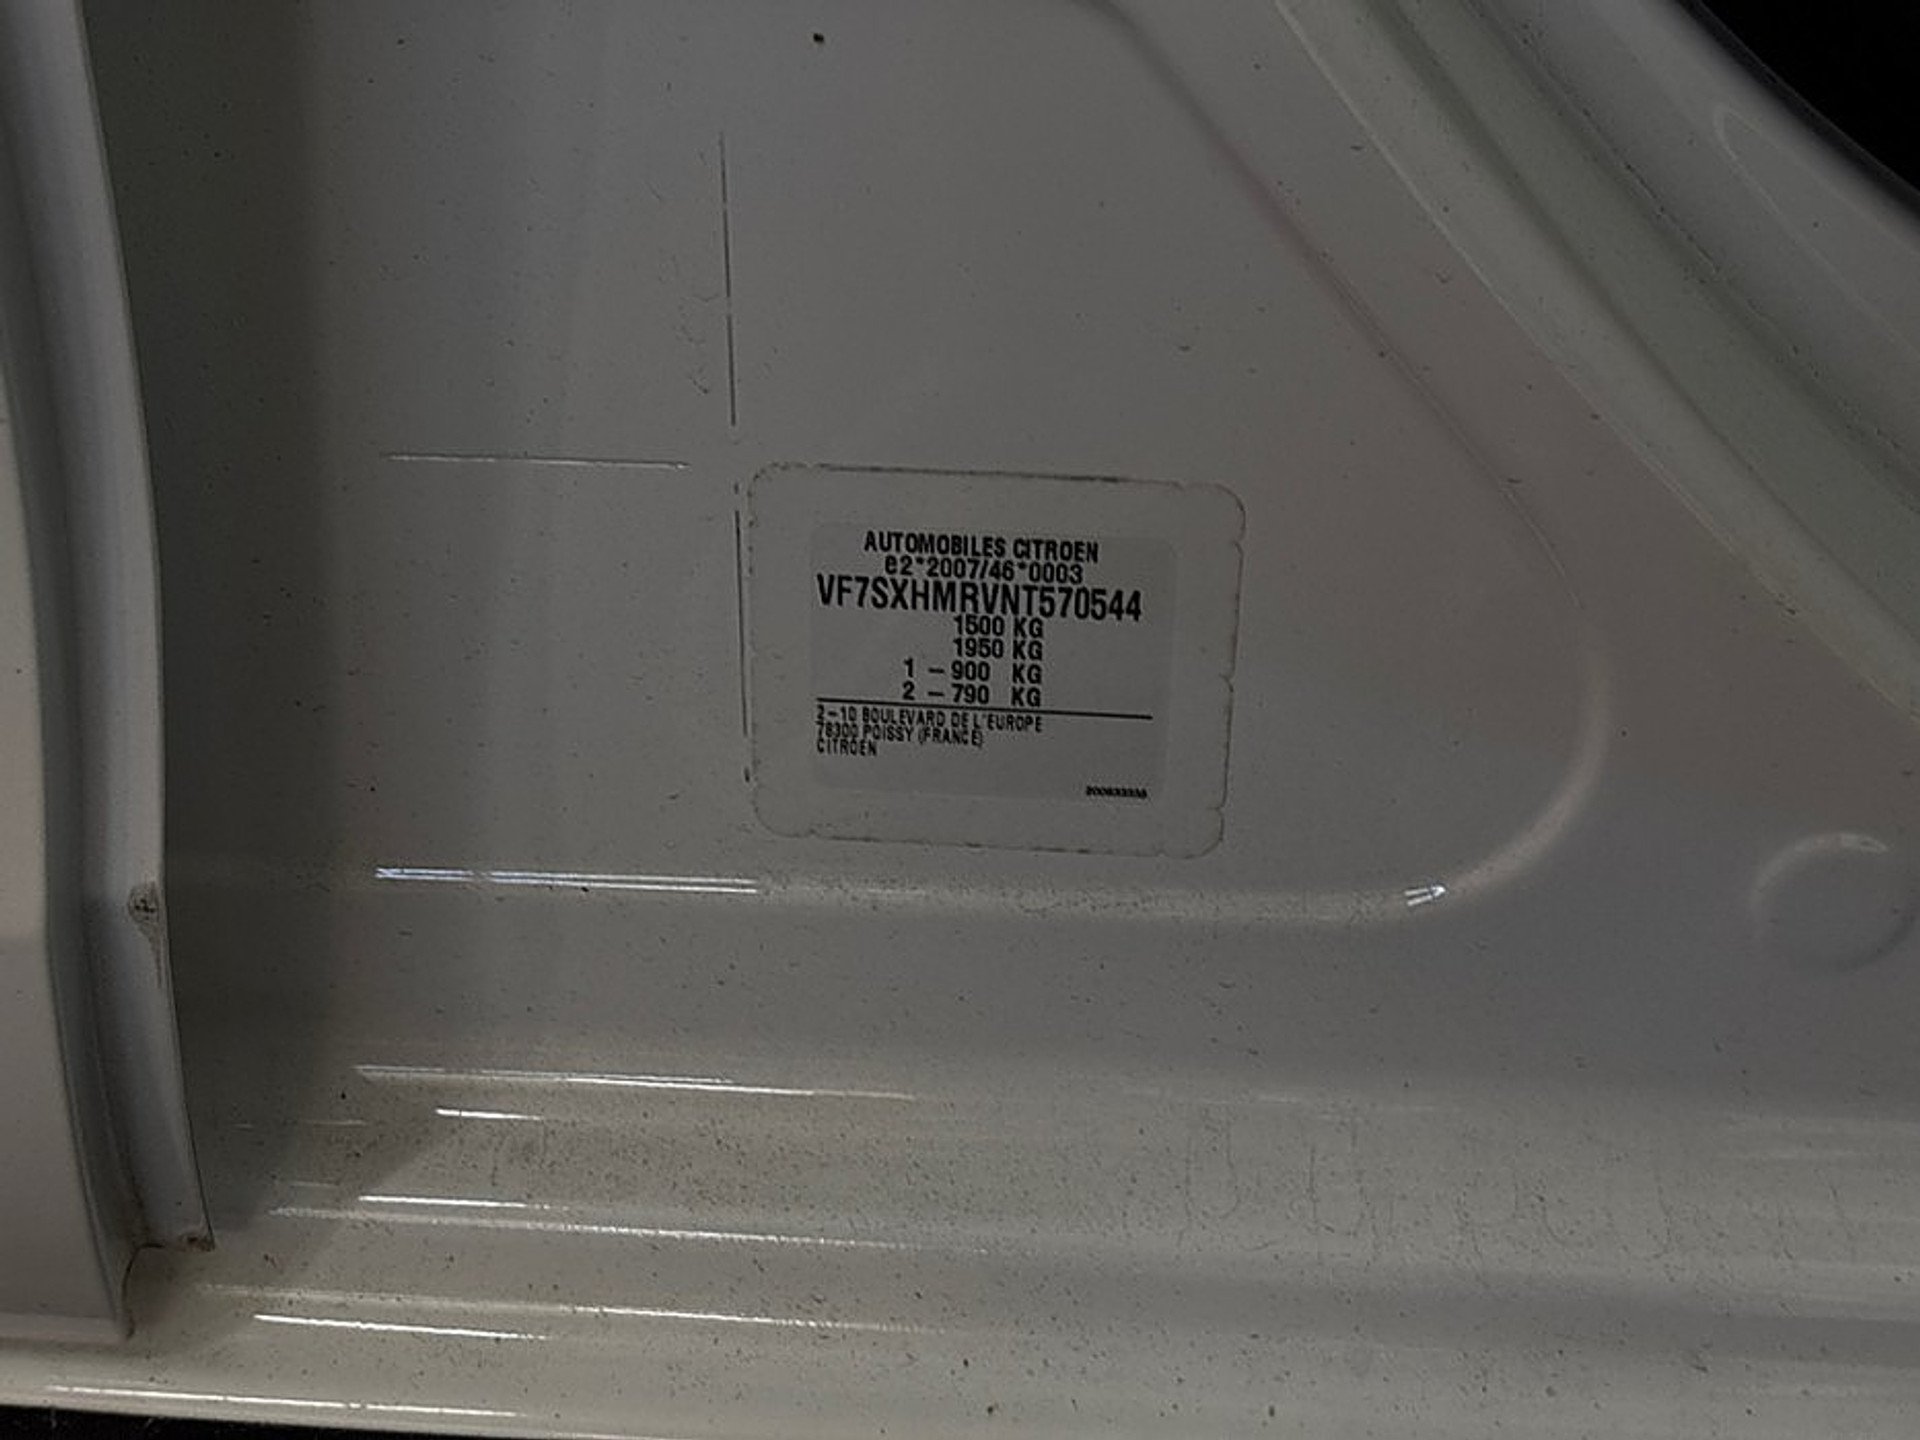 AUTOMOBILES CITROEN
e2*2007/46*0003
VF7SXHMRVNT570544
1500 KG
1950 KG
1 – 900 KG
2 – 790 KG
2–10 BOULEVARD DE L'EUROPE
78300 POISSY (FRANCE)
CITROEN